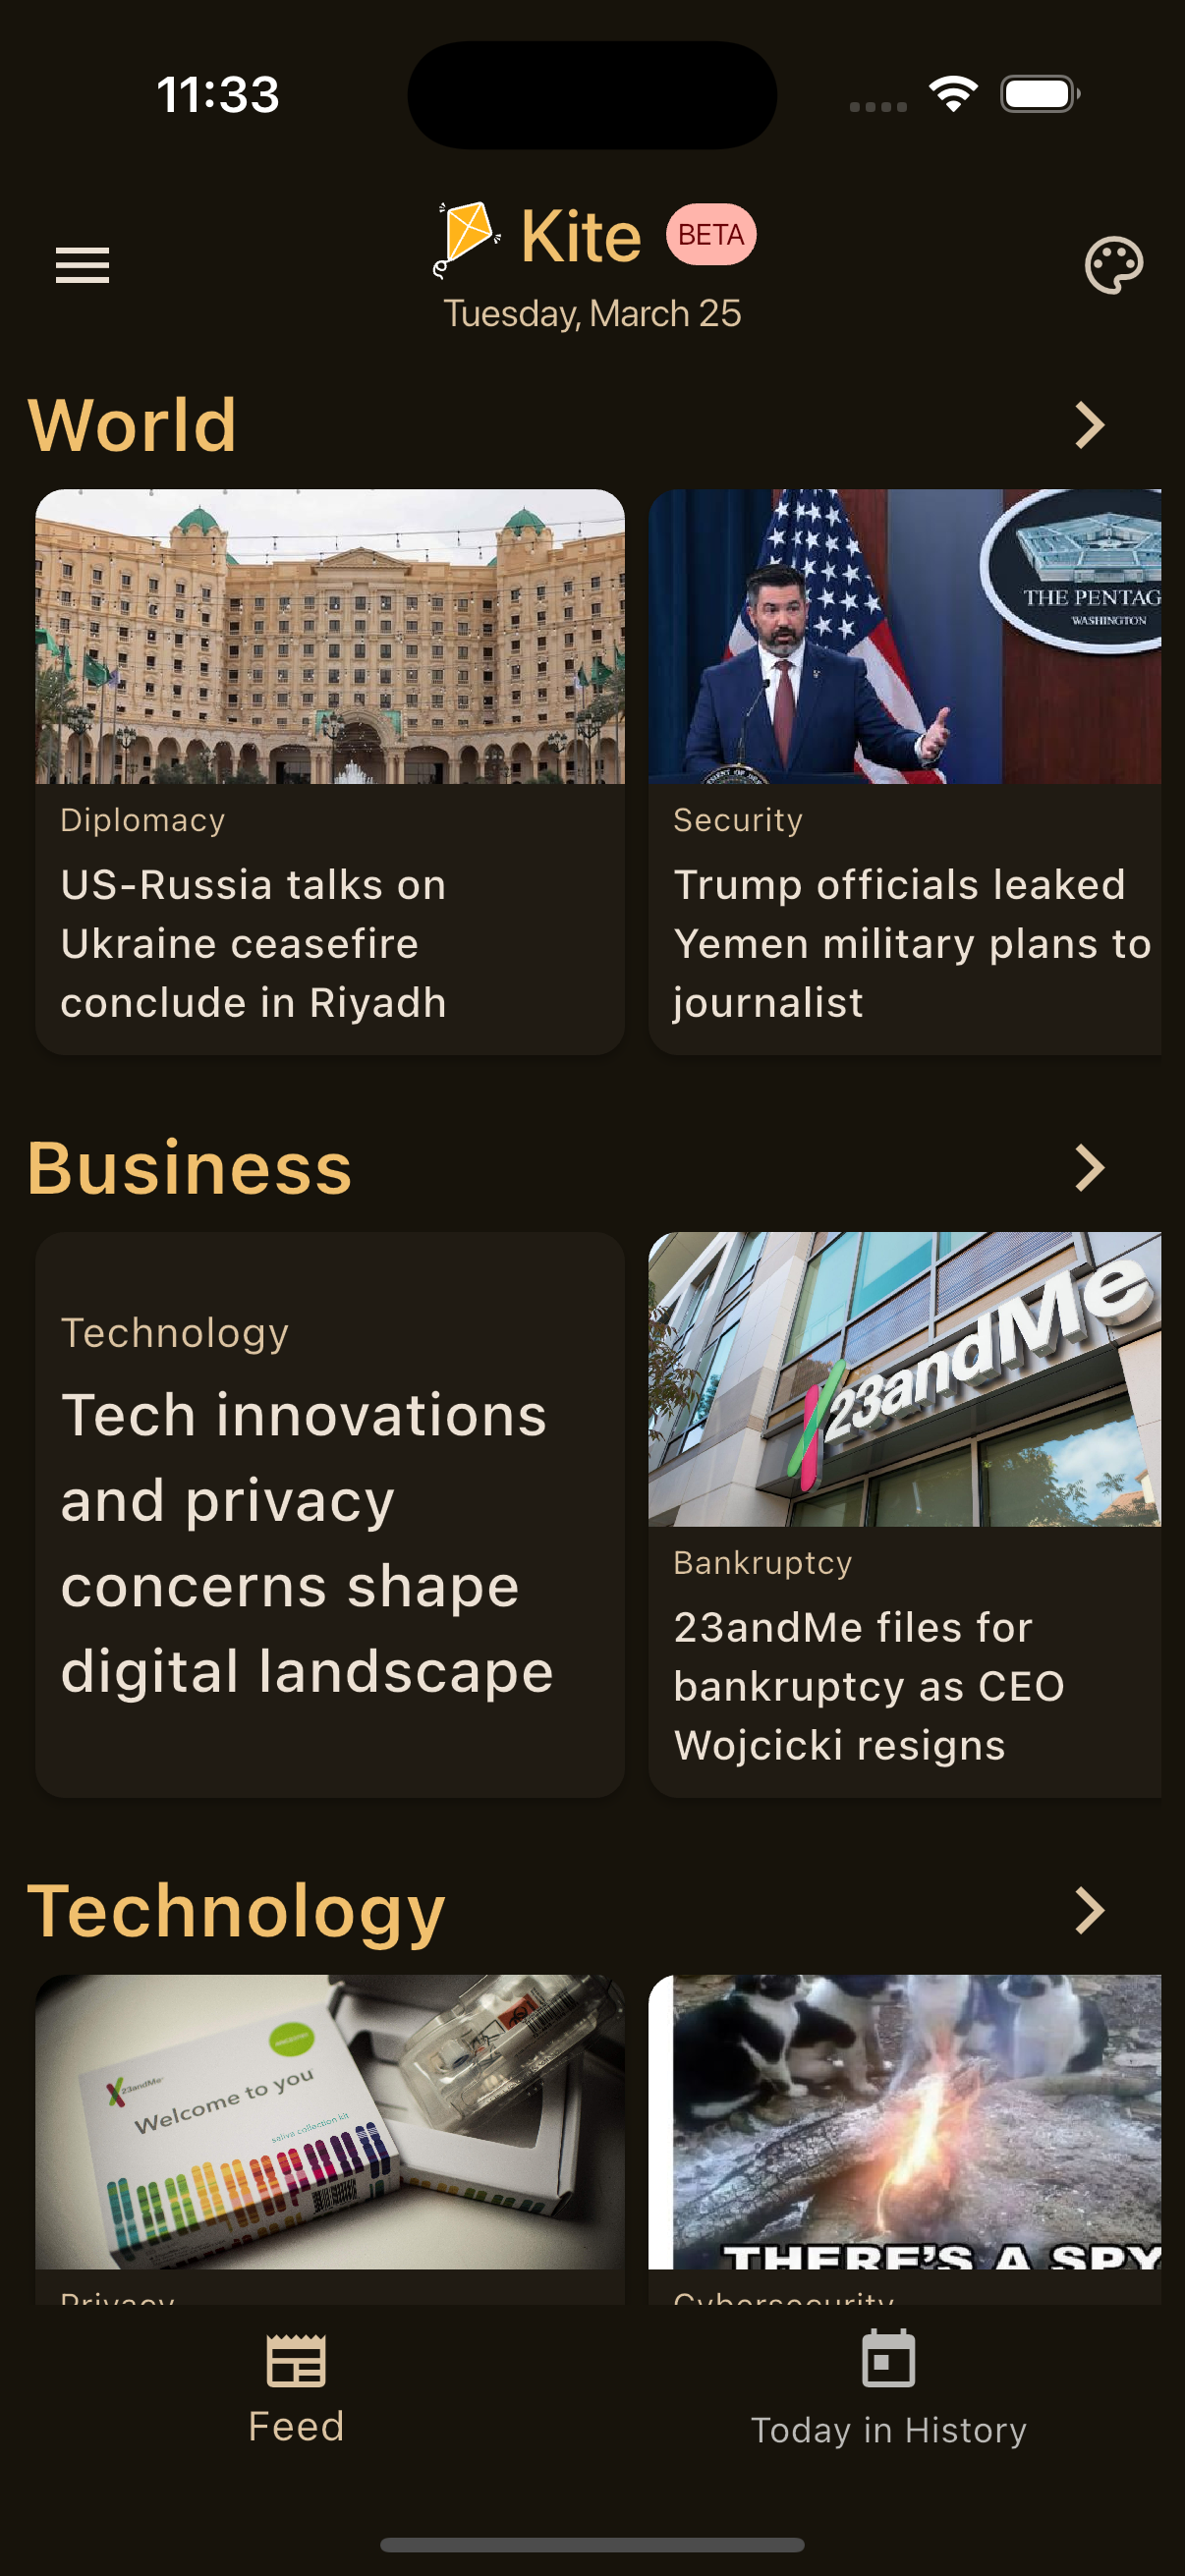 11:33
Kite
BETA
Tuesday, March 25
World
THE PENTAG
WASHINGTON
Diplomacy
US-Russia talks on
Ukraine ceasefire
conclude in Riyadh
Security
Trump officials leaked
Yemen military plans to
journalist
Business
Technology
Tech innovations
and privacy
concerns shape
digital landscape
23andMe
Bankruptcy
23andMe files for
bankruptcy as CEO
Wojcicki resigns
Technology
23andMe
Welcome to you
saliva collection kit
THERE'S A SPY
Privacy
Cybersecurity
Feed
Today in History